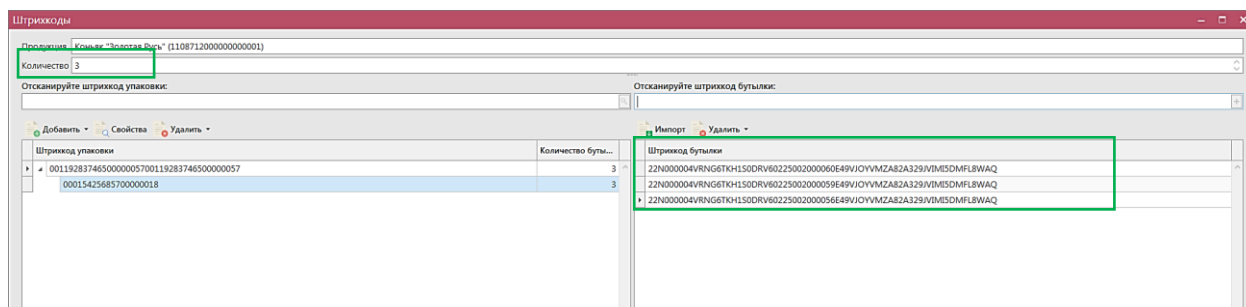 Штрихкоды
Продукция Коньяк "Золотая Русь" (1108712000000000001)
Количество 3
Отсканируйте штрихкод упаковки:
Отсканируйте штрихкод бутылки:
Добавить Свойства Удалить
Импорт Удалить
Штрихкод упаковки Количество буты...
Штрихкод бутылки
0011928374650000005700119283746500000057 3
22N000004VRNG6TKH1S0DRV60225002000060E49VJOYVMZA82A329JVIMI5DMFL8WAQ
00015425685700000018 3
22N000004VRNG6TKH1S0DRV60225002000059E49VJOYVMZA82A329JVIMI5DMFL8WAQ
22N000004VRNG6TKH1S0DRV60225002000056E49VJOYVMZA82A329JVIMI5DMFL8WAQ